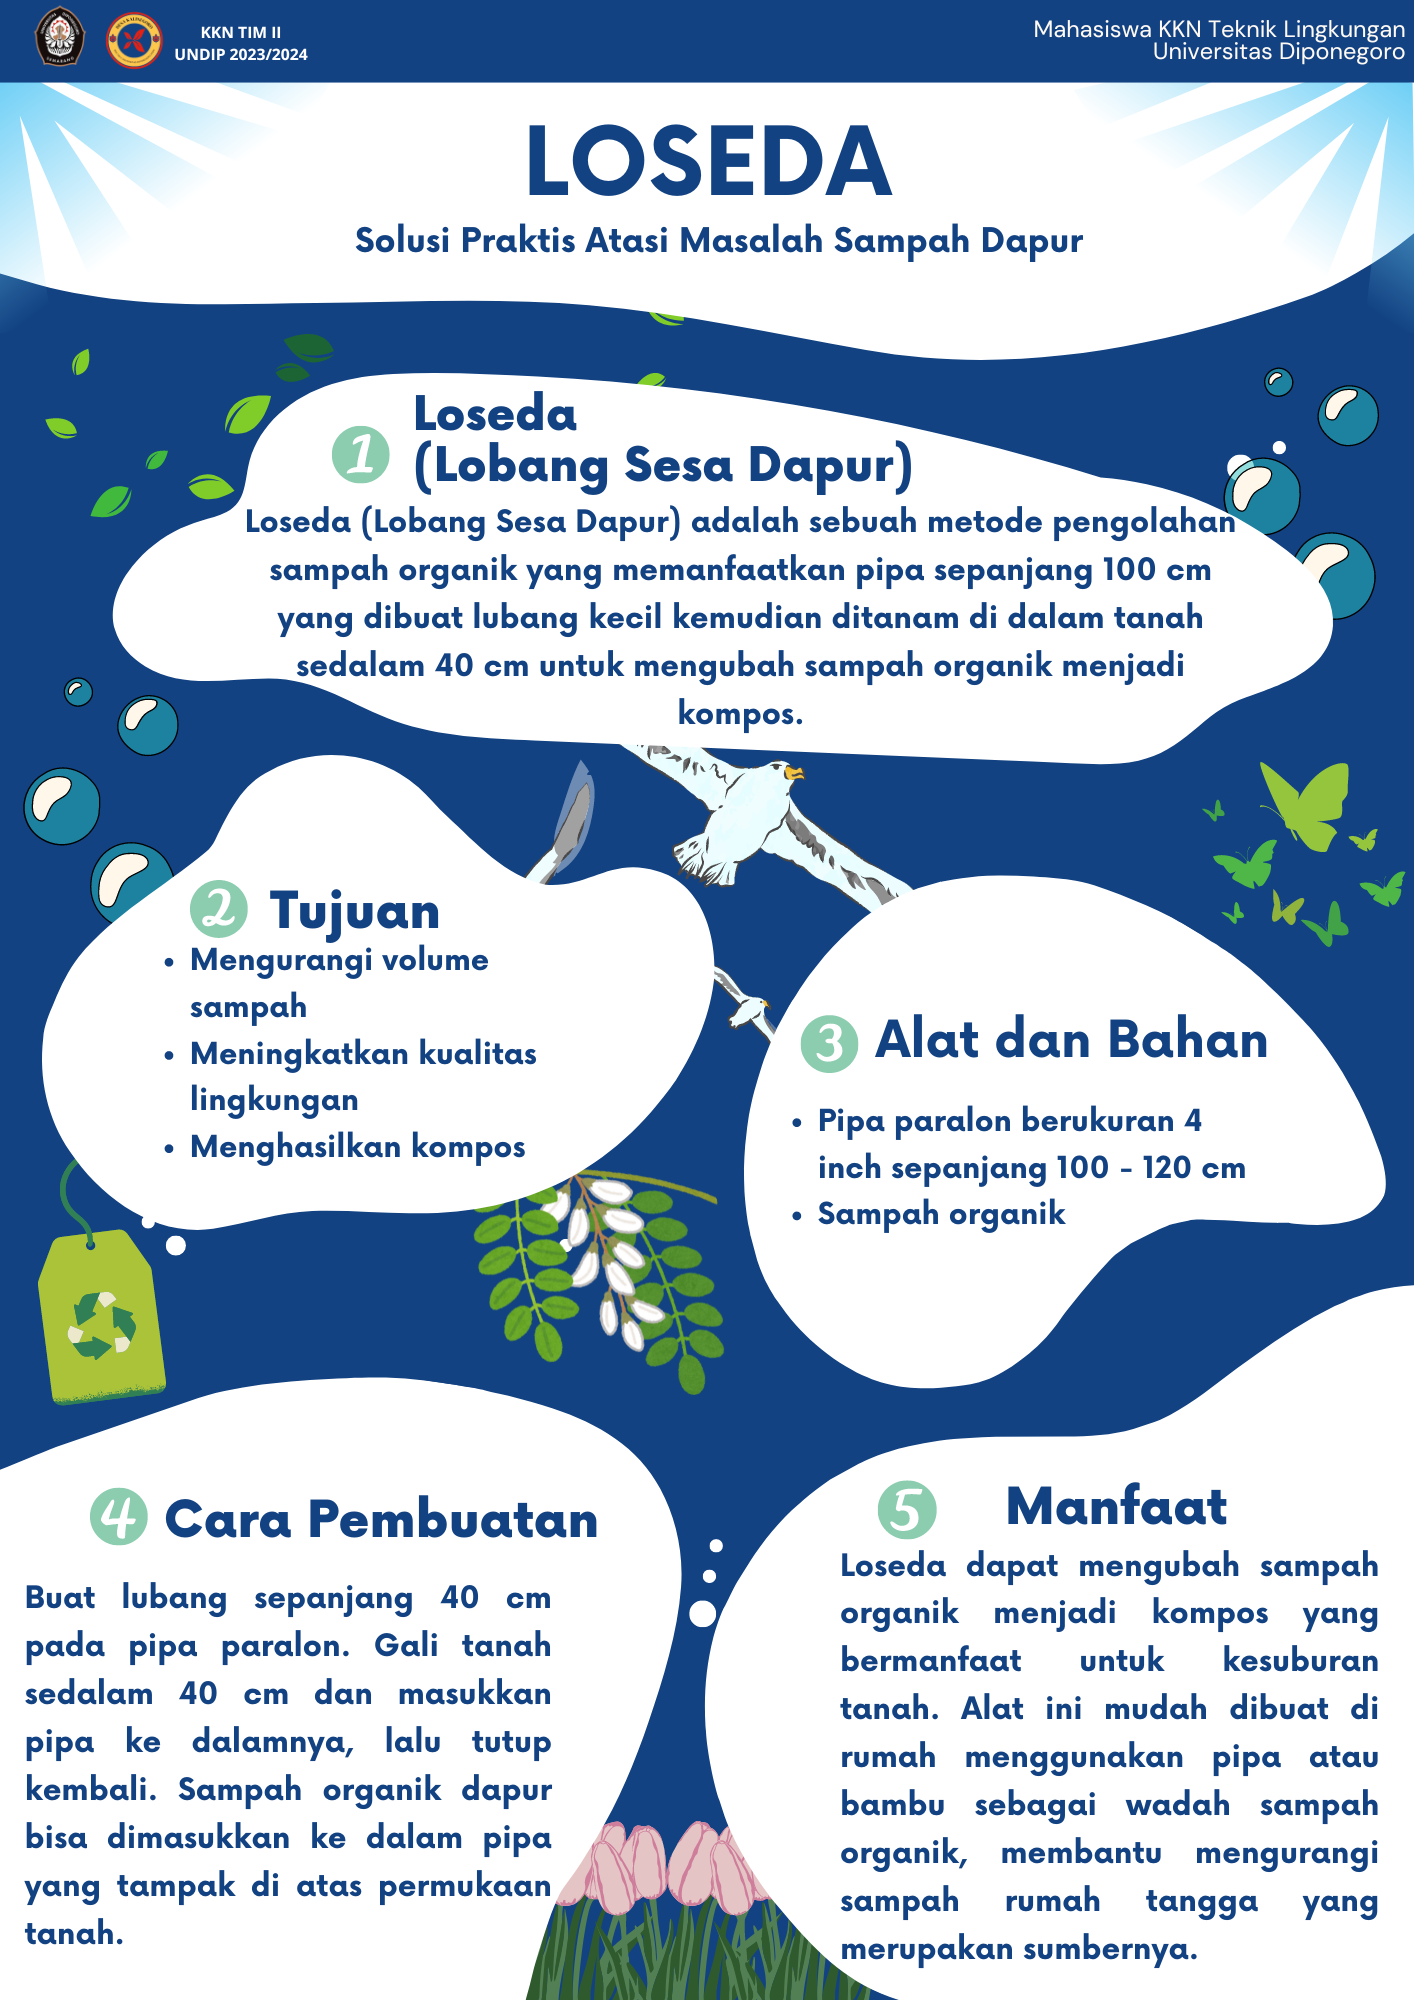 KKN TIM II
UNDIP 2023/2024
Mahasiswa KKN Teknik Lingkungan
Universitas Diponegoro
LOSEDA
Solusi Praktis Atasi Masalah Sampah Dapur
1
Loseda
(Lobang Sesa Dapur)
Loseda (Lobang Sesa Dapur) adalah sebuah metode pengolahan
sampah organik yang memanfaatkan pipa sepanjang 100 cm
yang dibuat lubang kecil kemudian ditanam di dalam tanah
sedalam 40 cm untuk mengubah sampah organik menjadi
kompos.
2 Tujuan
• Mengurangi volume
sampah
• Meningkatkan kualitas
lingkungan
• Menghasilkan kompos
3 Alat dan Bahan
• Pipa paralon berukuran 4
inch sepanjang 100 - 120 cm
• Sampah organik
4 Cara Pembuatan
Buat lubang sepanjang 40 cm
pada pipa paralon. Gali tanah
sedalam 40 cm dan masukkan
pipa ke dalamnya, lalu tutup
kembali. Sampah organik dapur
bisa dimasukkan ke dalam pipa
yang tampak di atas permukaan
tanah.
5 Manfaat
Loseda dapat mengubah sampah
organik menjadi kompos yang
bermanfaat untuk kesuburan
tanah. Alat ini mudah dibuat di
rumah menggunakan pipa atau
bambu sebagai wadah sampah
organik, membantu mengurangi
sampah rumah tangga yang
merupakan sumbernya.